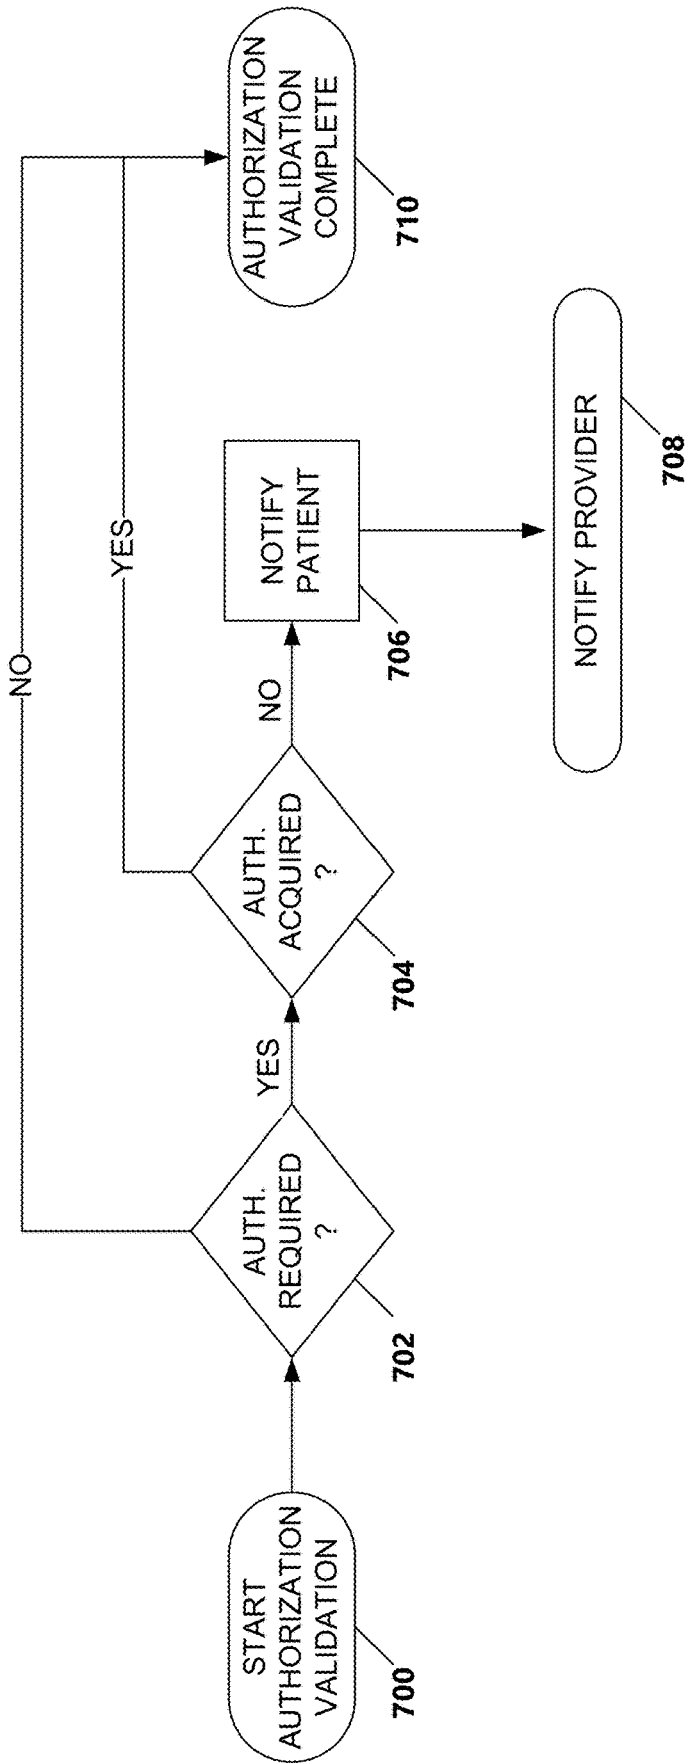 START
AUTHORIZATION
VALIDATION
700
AUTH.
REQUIRED
?
702
YES
NO
AUTH.
ACQUIRED
?
704
NO
YES
NOTIFY
PATIENT
706
NOTIFY PROVIDER
708
AUTHORIZATION
VALIDATION
COMPLETE
710